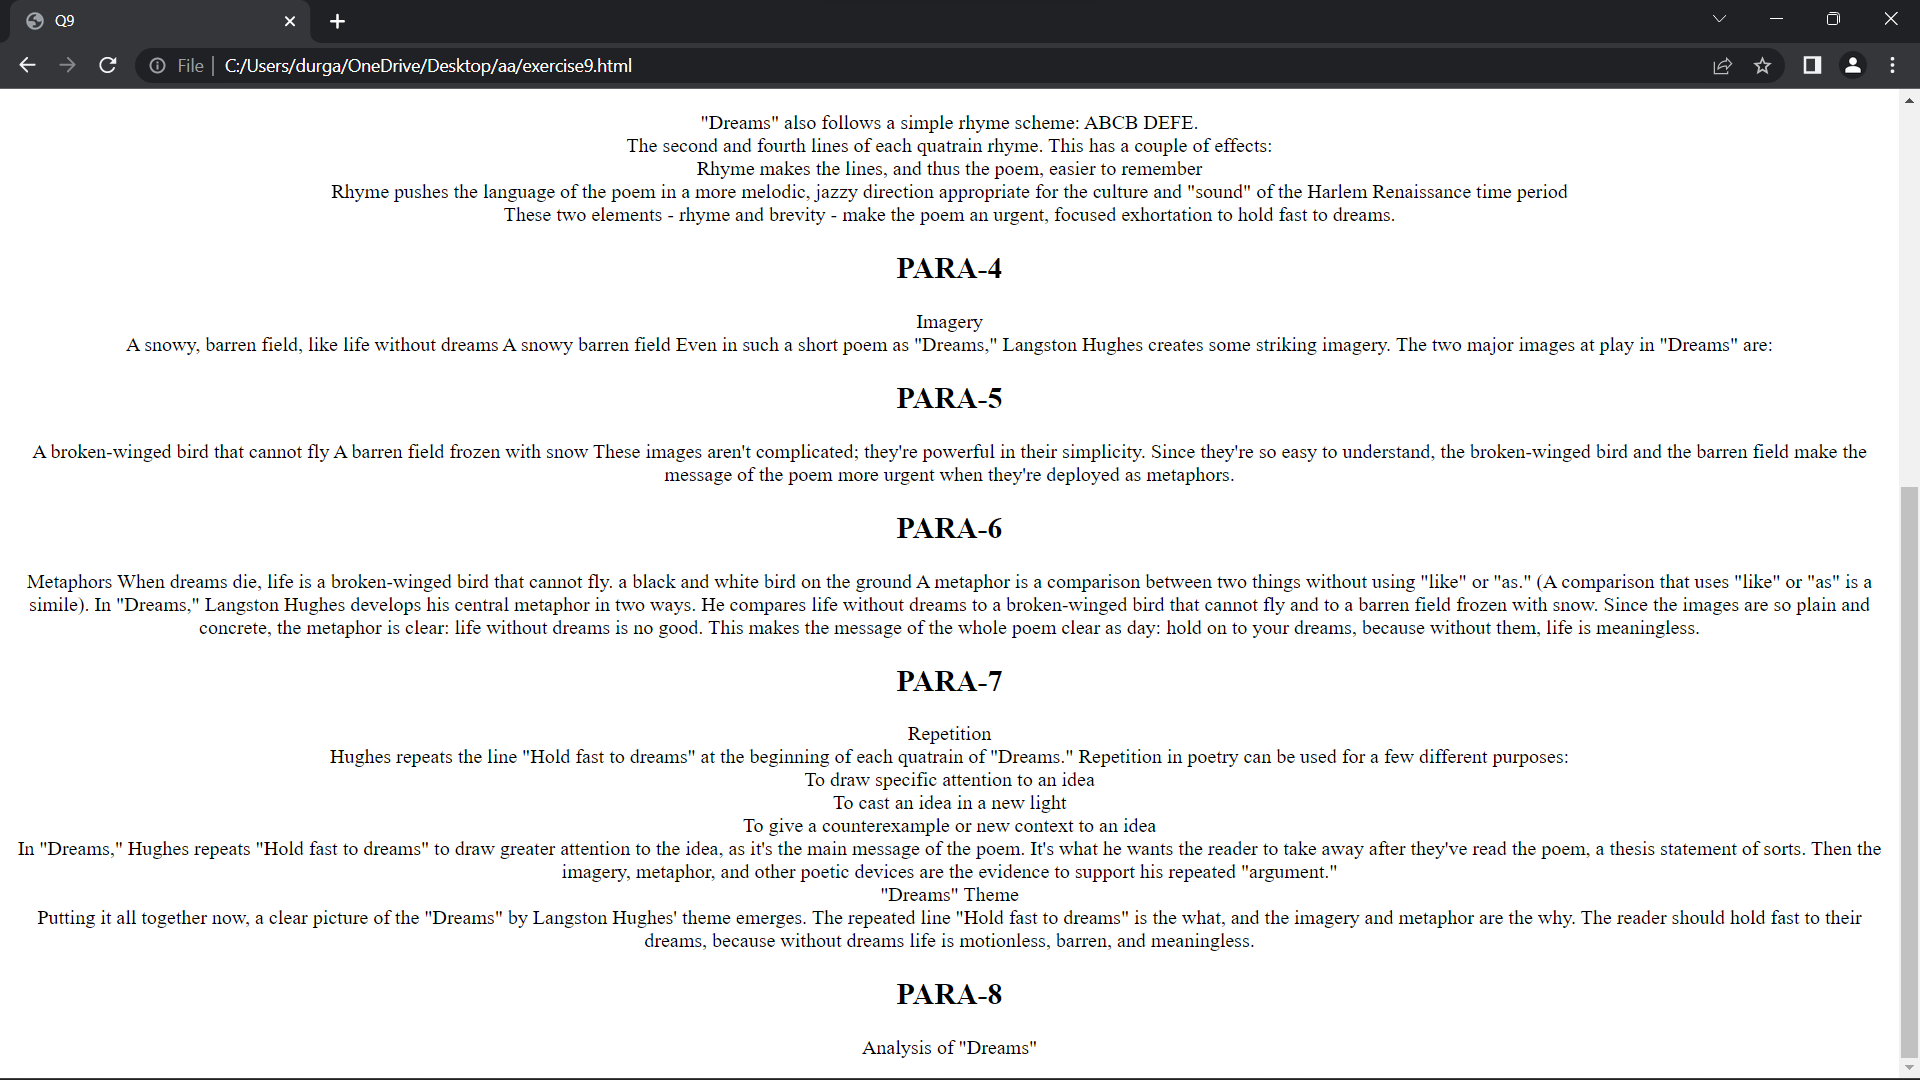 Q9
File
C:/Users/durga/OneDrive/Desktop/aa/exercise9.html
"Dreams" also follows a simple rhyme scheme: ABCB DEFE.
The second and fourth lines of each quatrain rhyme. This has a couple of effects:
Rhyme makes the lines, and thus the poem, easier to remember
Rhyme pushes the language of the poem in a more melodic, jazzy direction appropriate for the culture and "sound" of the Harlem Renaissance time period
These two elements - rhyme and brevity - make the poem an urgent, focused exhortation to hold fast to dreams.
PARA-4
Imagery
A snowy, barren field, like life without dreams A snowy barren field Even in such a short poem as "Dreams," Langston Hughes creates some striking imagery. The two major images at play in "Dreams" are:
PARA-5
A broken-winged bird that cannot fly A barren field frozen with snow These images aren't complicated; they're powerful in their simplicity. Since they're so easy to understand, the broken-winged bird and the barren field make the
message of the poem more urgent when they're deployed as metaphors.
PARA-6
Metaphors When dreams die, life is a broken-winged bird that cannot fly. a black and white bird on the ground A metaphor is a comparison between two things without using "like" or "as." (A comparison that uses "like" or "as" is a
simile). In "Dreams," Langston Hughes develops his central metaphor in two ways. He compares life without dreams to a broken-winged bird that cannot fly and to a barren field frozen with snow. Since the images are so plain and
concrete, the metaphor is clear: life without dreams is no good. This makes the message of the whole poem clear as day: hold on to your dreams, because without them, life is meaningless.
PARA-7
Repetition
Hughes repeats the line "Hold fast to dreams" at the beginning of each quatrain of "Dreams." Repetition in poetry can be used for a few different purposes:
To draw specific attention to an idea
To cast an idea in a new light
To give a counterexample or new context to an idea
In "Dreams," Hughes repeats "Hold fast to dreams" to draw greater attention to the idea, as it's the main message of the poem. It's what he wants the reader to take away after they've read the poem, a thesis statement of sorts. Then the
imagery, metaphor, and other poetic devices are the evidence to support his repeated "argument."
"Dreams" Theme
Putting it all together now, a clear picture of the "Dreams" by Langston Hughes' theme emerges. The repeated line "Hold fast to dreams" is the what, and the imagery and metaphor are the why. The reader should hold fast to their
dreams, because without dreams life is motionless, barren, and meaningless.
PARA-8
Analysis of "Dreams"